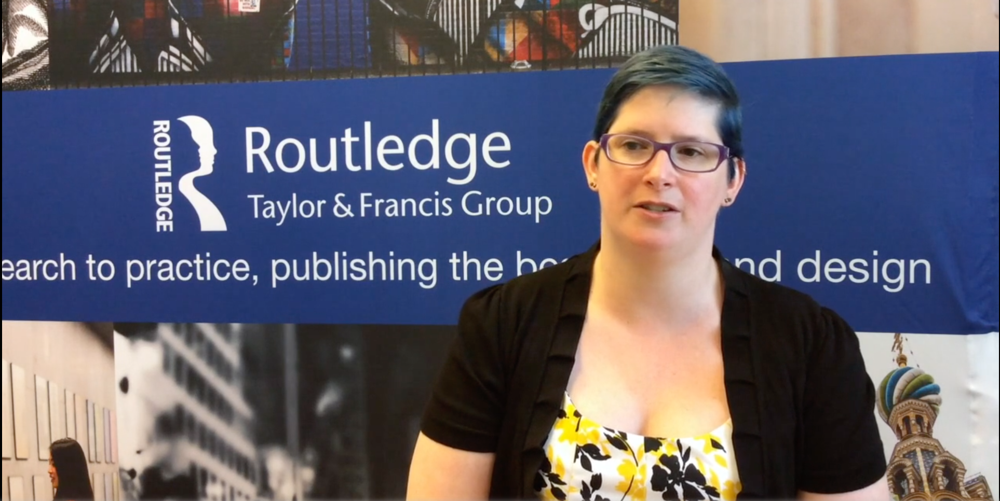 ROUTLEDGE
Routledge
Taylor & Francis Group
earch to practice, publishing the nd design